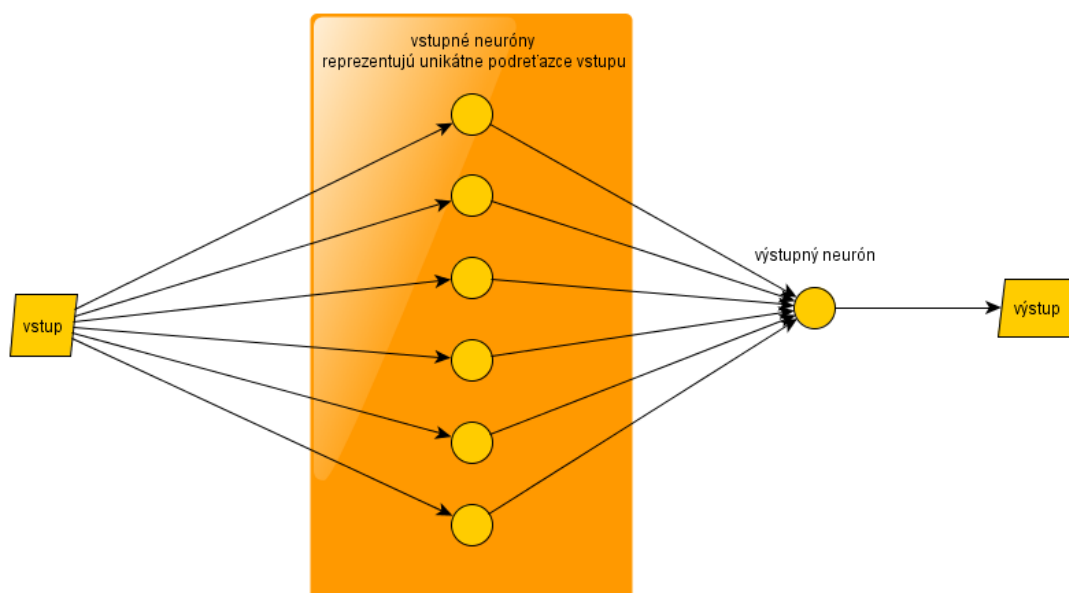 vstupné neuróny
reprezentujú unikátne podreťazce vstupu
výstupný neurón
vstup
výstup